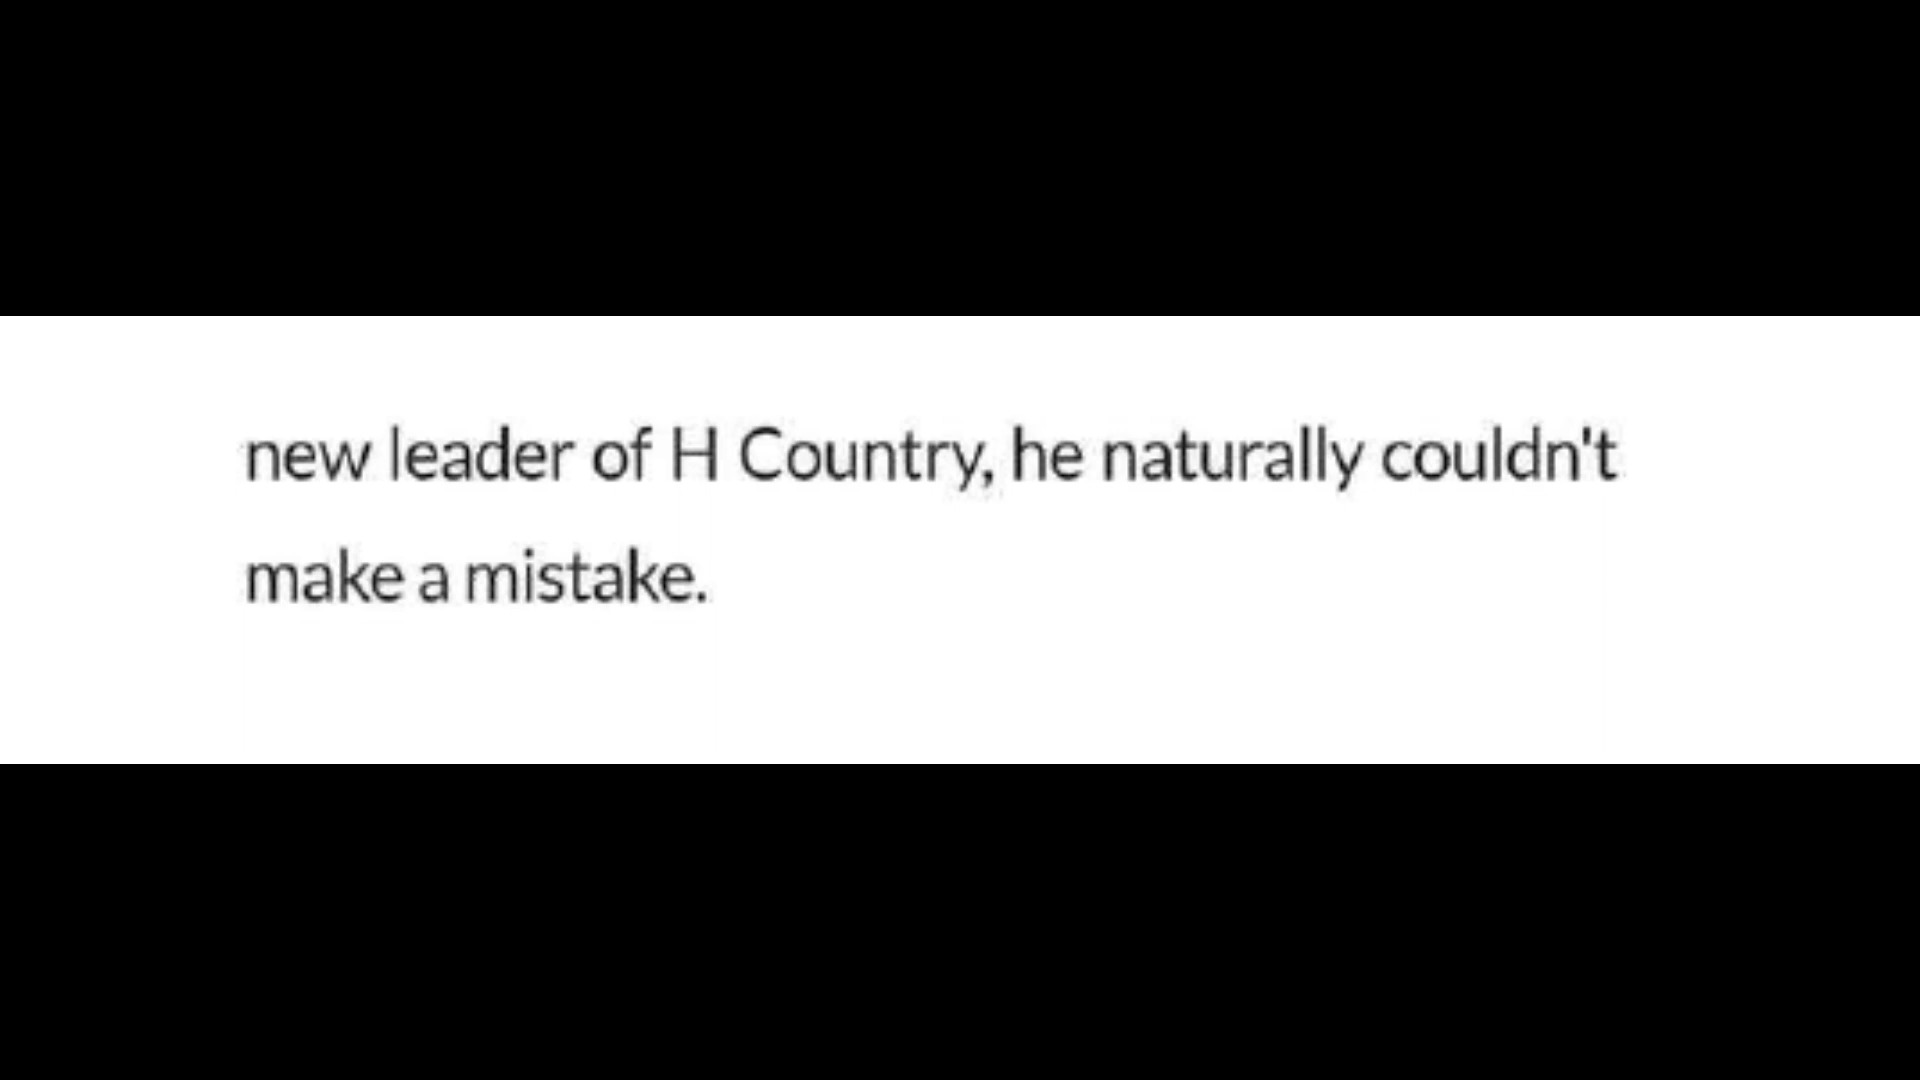 new leader of H Country, he naturally couldn't
make a mistake.